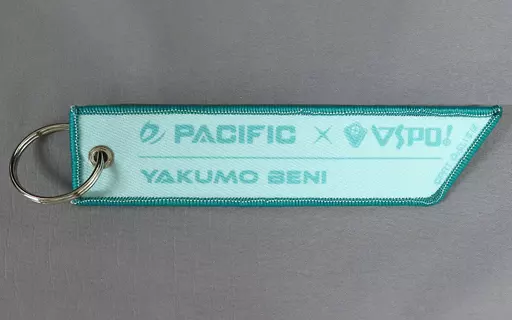 PACIFIC × VSPO!
YAKUMO BENI